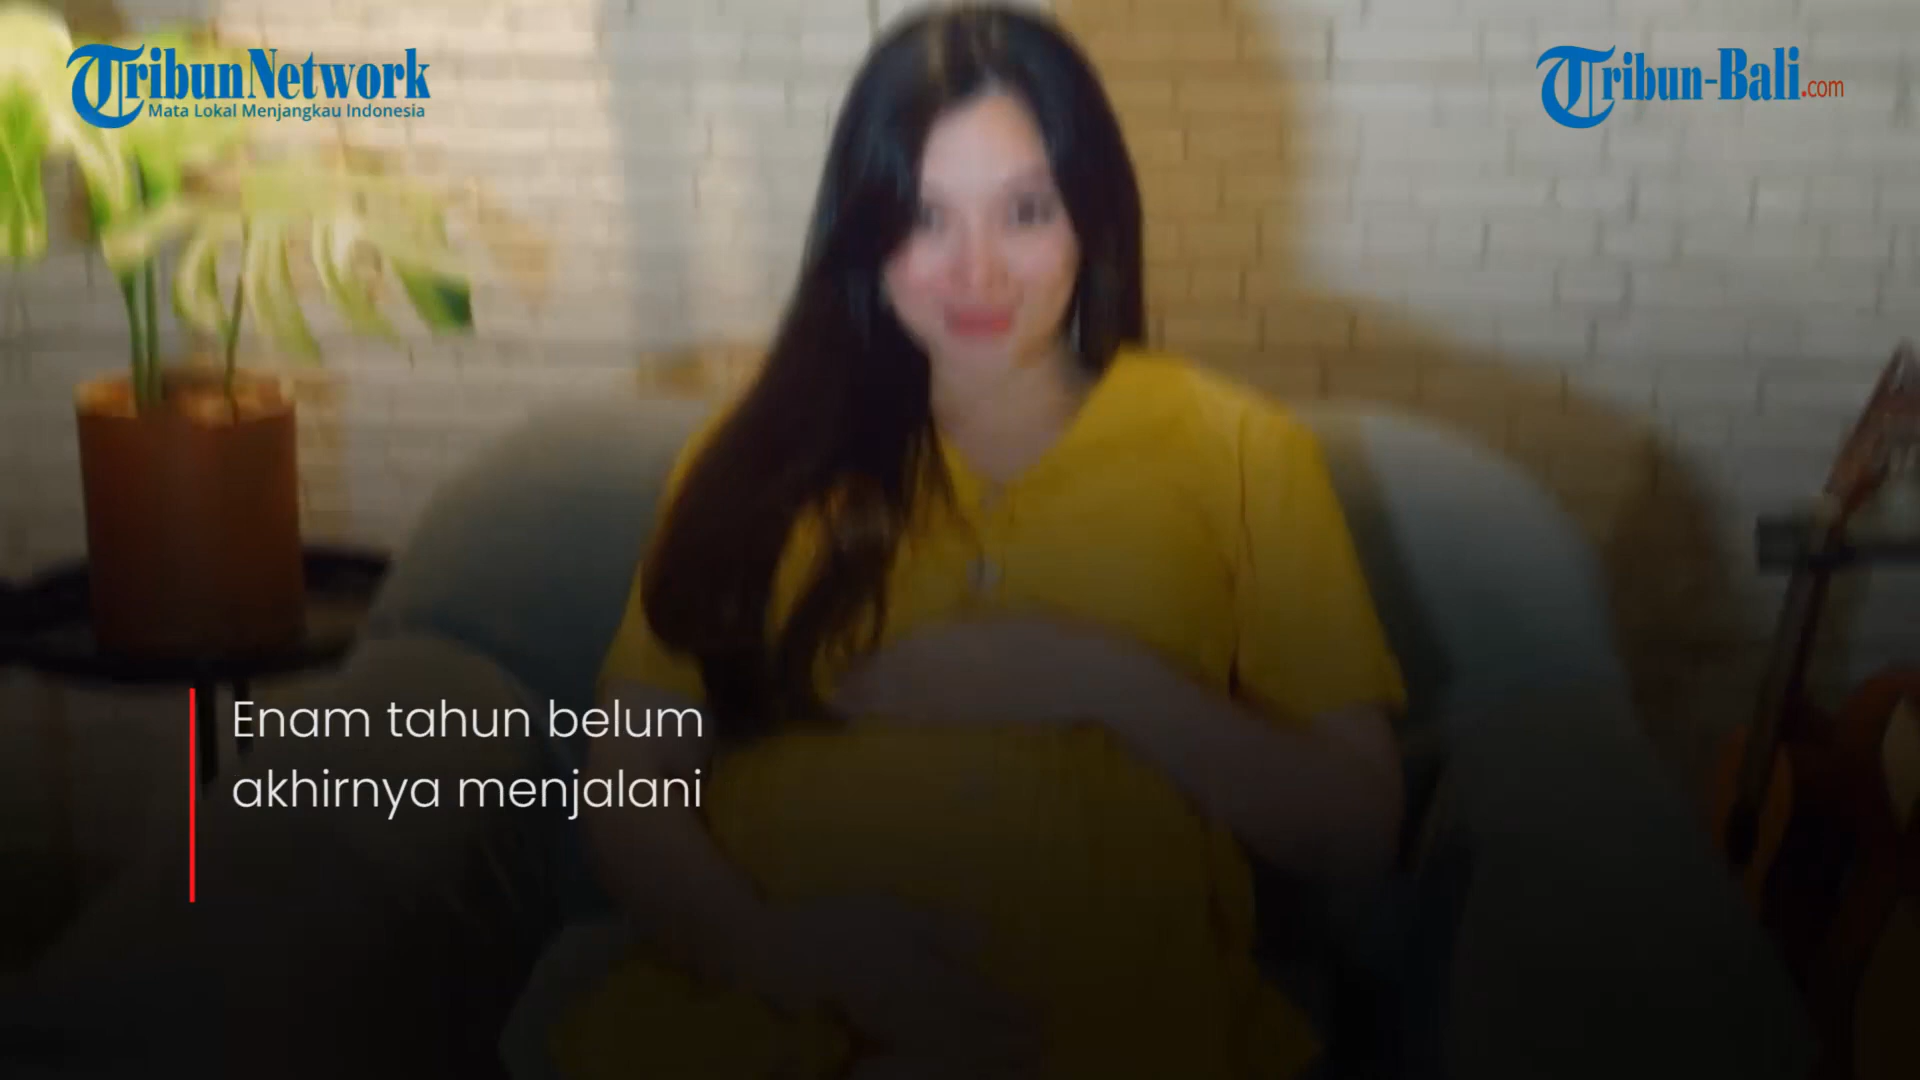 TribunNetwork
Mata Lokal Menjangkau Indonesia
Tribun-Bali.com
Enam tahun belum
akhirnya menjalani